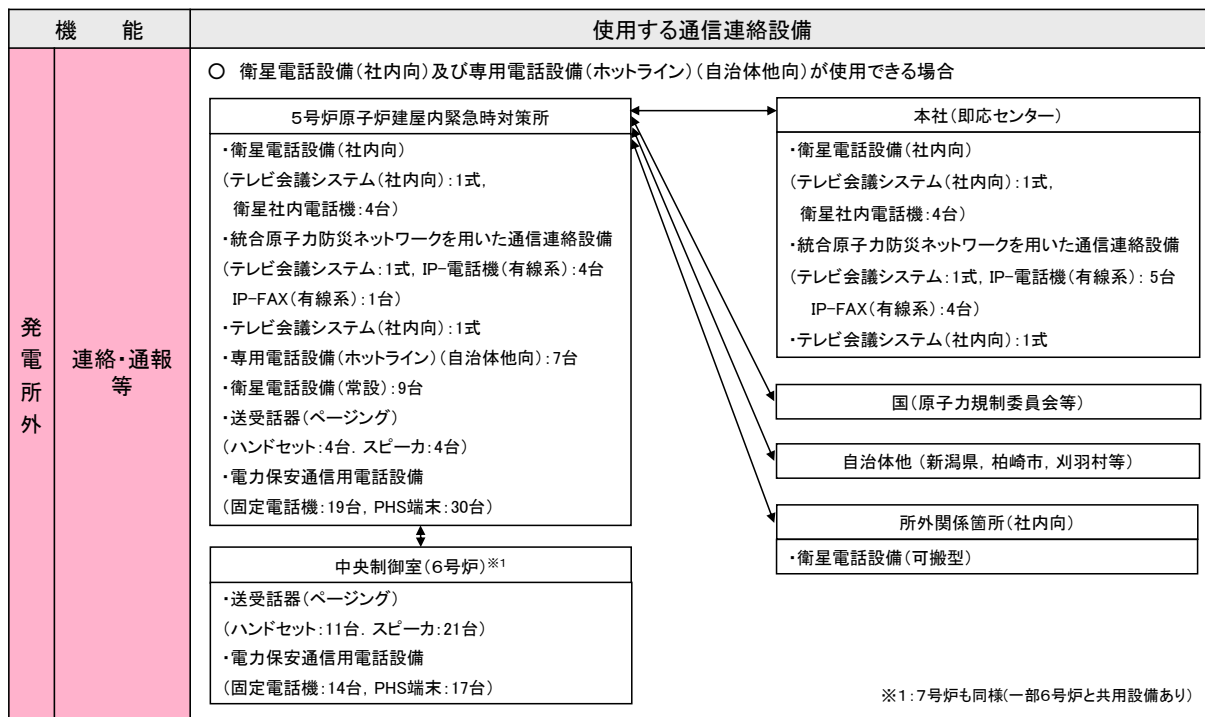 機　能
使用する通信連絡設備
発電所外
連絡・通報等
○　衛星電話設備(社内向)及び専用電話設備(ホットライン)(自治体他向)が使用できる場合
5号炉原子炉建屋内緊急時対策所
・衛星電話設備(社内向)
(テレビ会議システム(社内向):1式,
衛星社内電話機:4台)
・統合原子力防災ネットワークを用いた通信連絡設備
(テレビ会議システム:1式, IP-電話機(有線系):4台
IP-FAX(有線系):1台)
・テレビ会議システム(社内向):1式
・専用電話設備(ホットライン)(自治体他向):7台
・衛星電話設備(常設):9台
・送受話器(ページング)
(ハンドセット:4台. スピーカ:4台)
・電力保安通信用電話設備
(固定電話機:19台, PHS端末:30台)
中央制御室(6号炉)※1
・送受話器(ページング)
(ハンドセット:11台. スピーカ:21台)
・電力保安通信用電話設備
(固定電話機:14台, PHS端末:17台)
本社(即応センター)
・衛星電話設備(社内向)
(テレビ会議システム(社内向):1式,
衛星社内電話機:4台)
・統合原子力防災ネットワークを用いた通信連絡設備
(テレビ会議システム:1式, IP-電話機(有線系): 5台
IP-FAX(有線系):4台)
・テレビ会議システム(社内向):1式
国(原子力規制委員会等)
自治体他 (新潟県, 柏崎市, 刈羽村等)
所外関係箇所(社内向)
・衛星電話設備(可搬型)
※1:7号炉も同様(一部6号炉と共用設備あり)